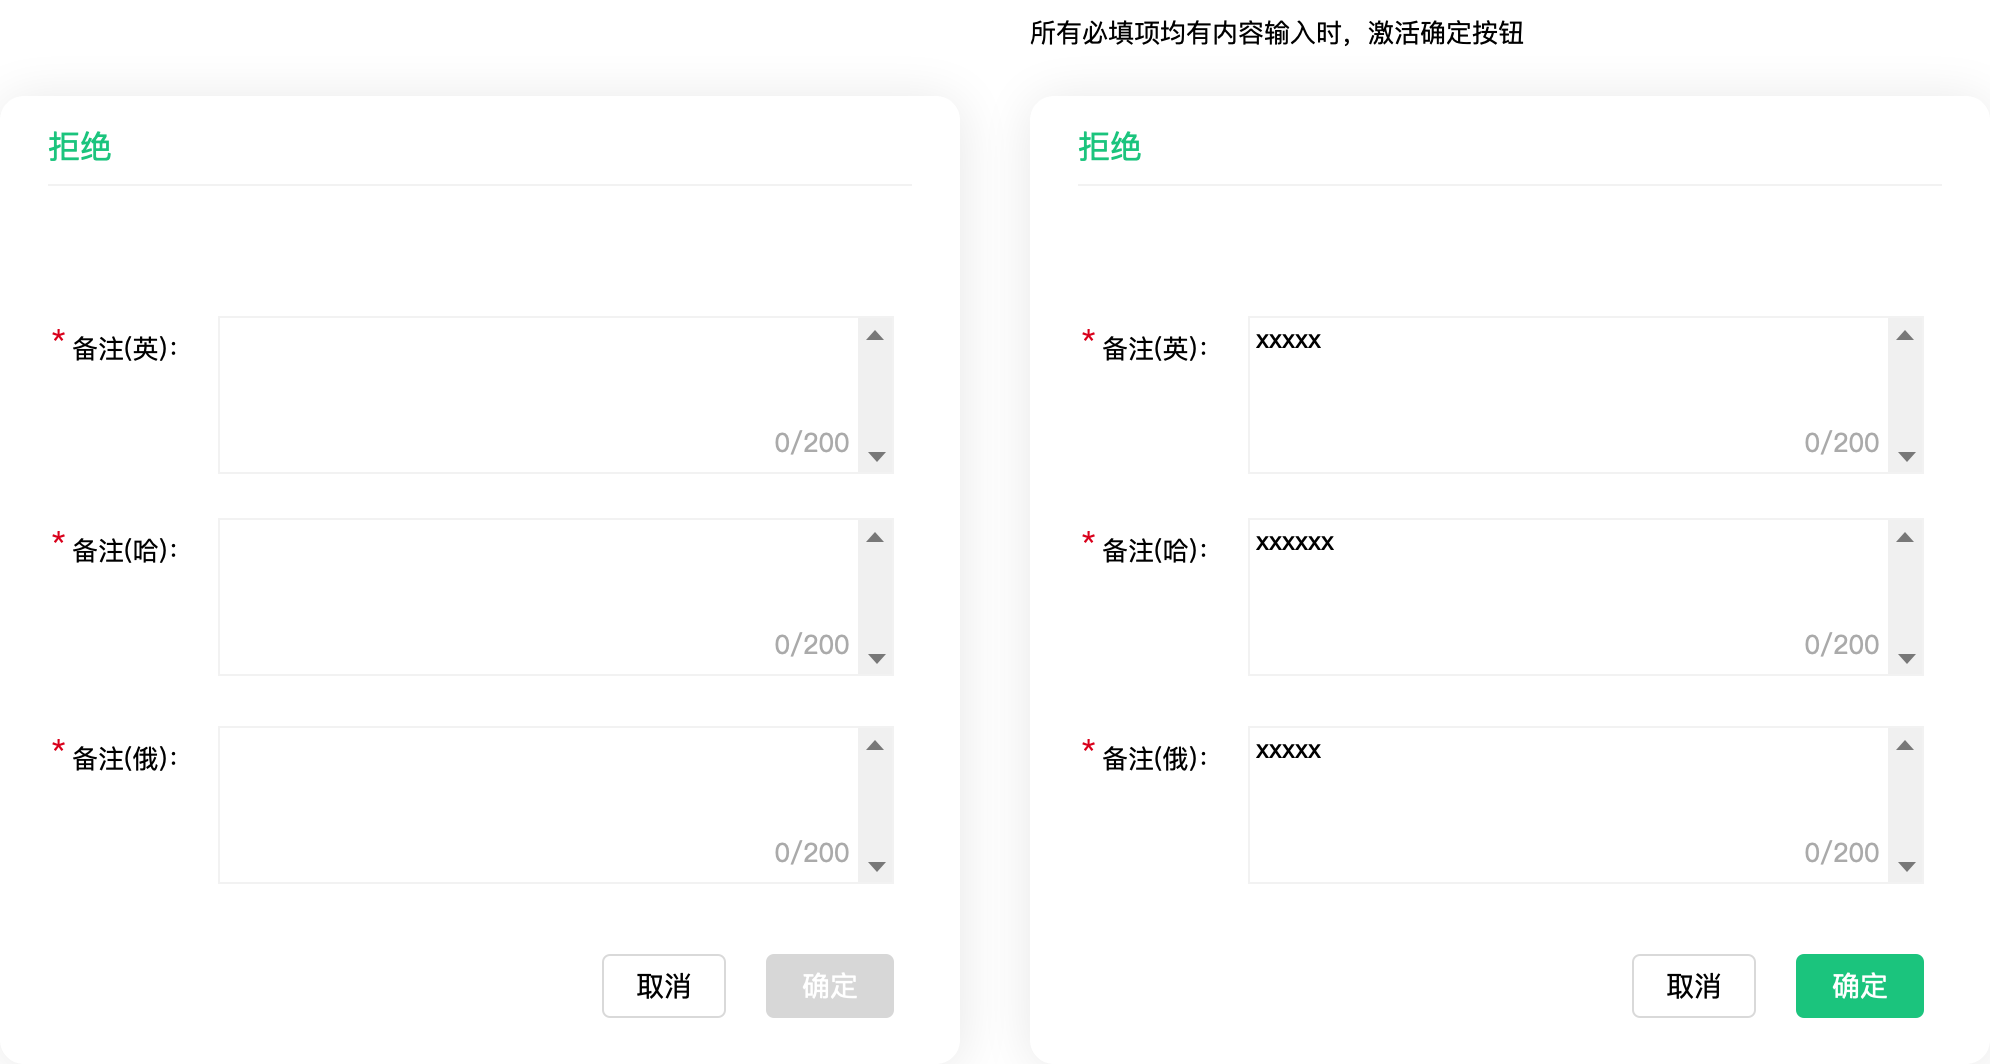 所有必填项均有内容输入时，激活确定按钮
拒绝
* 备注(英)：
0/200
* 备注(哈)：
0/200
* 备注(俄)：
0/200
取消 确定
拒绝
* 备注(英)： xxxxx
0/200
* 备注(哈)： xxxxxx
0/200
* 备注(俄)： xxxxx
0/200
取消 确定